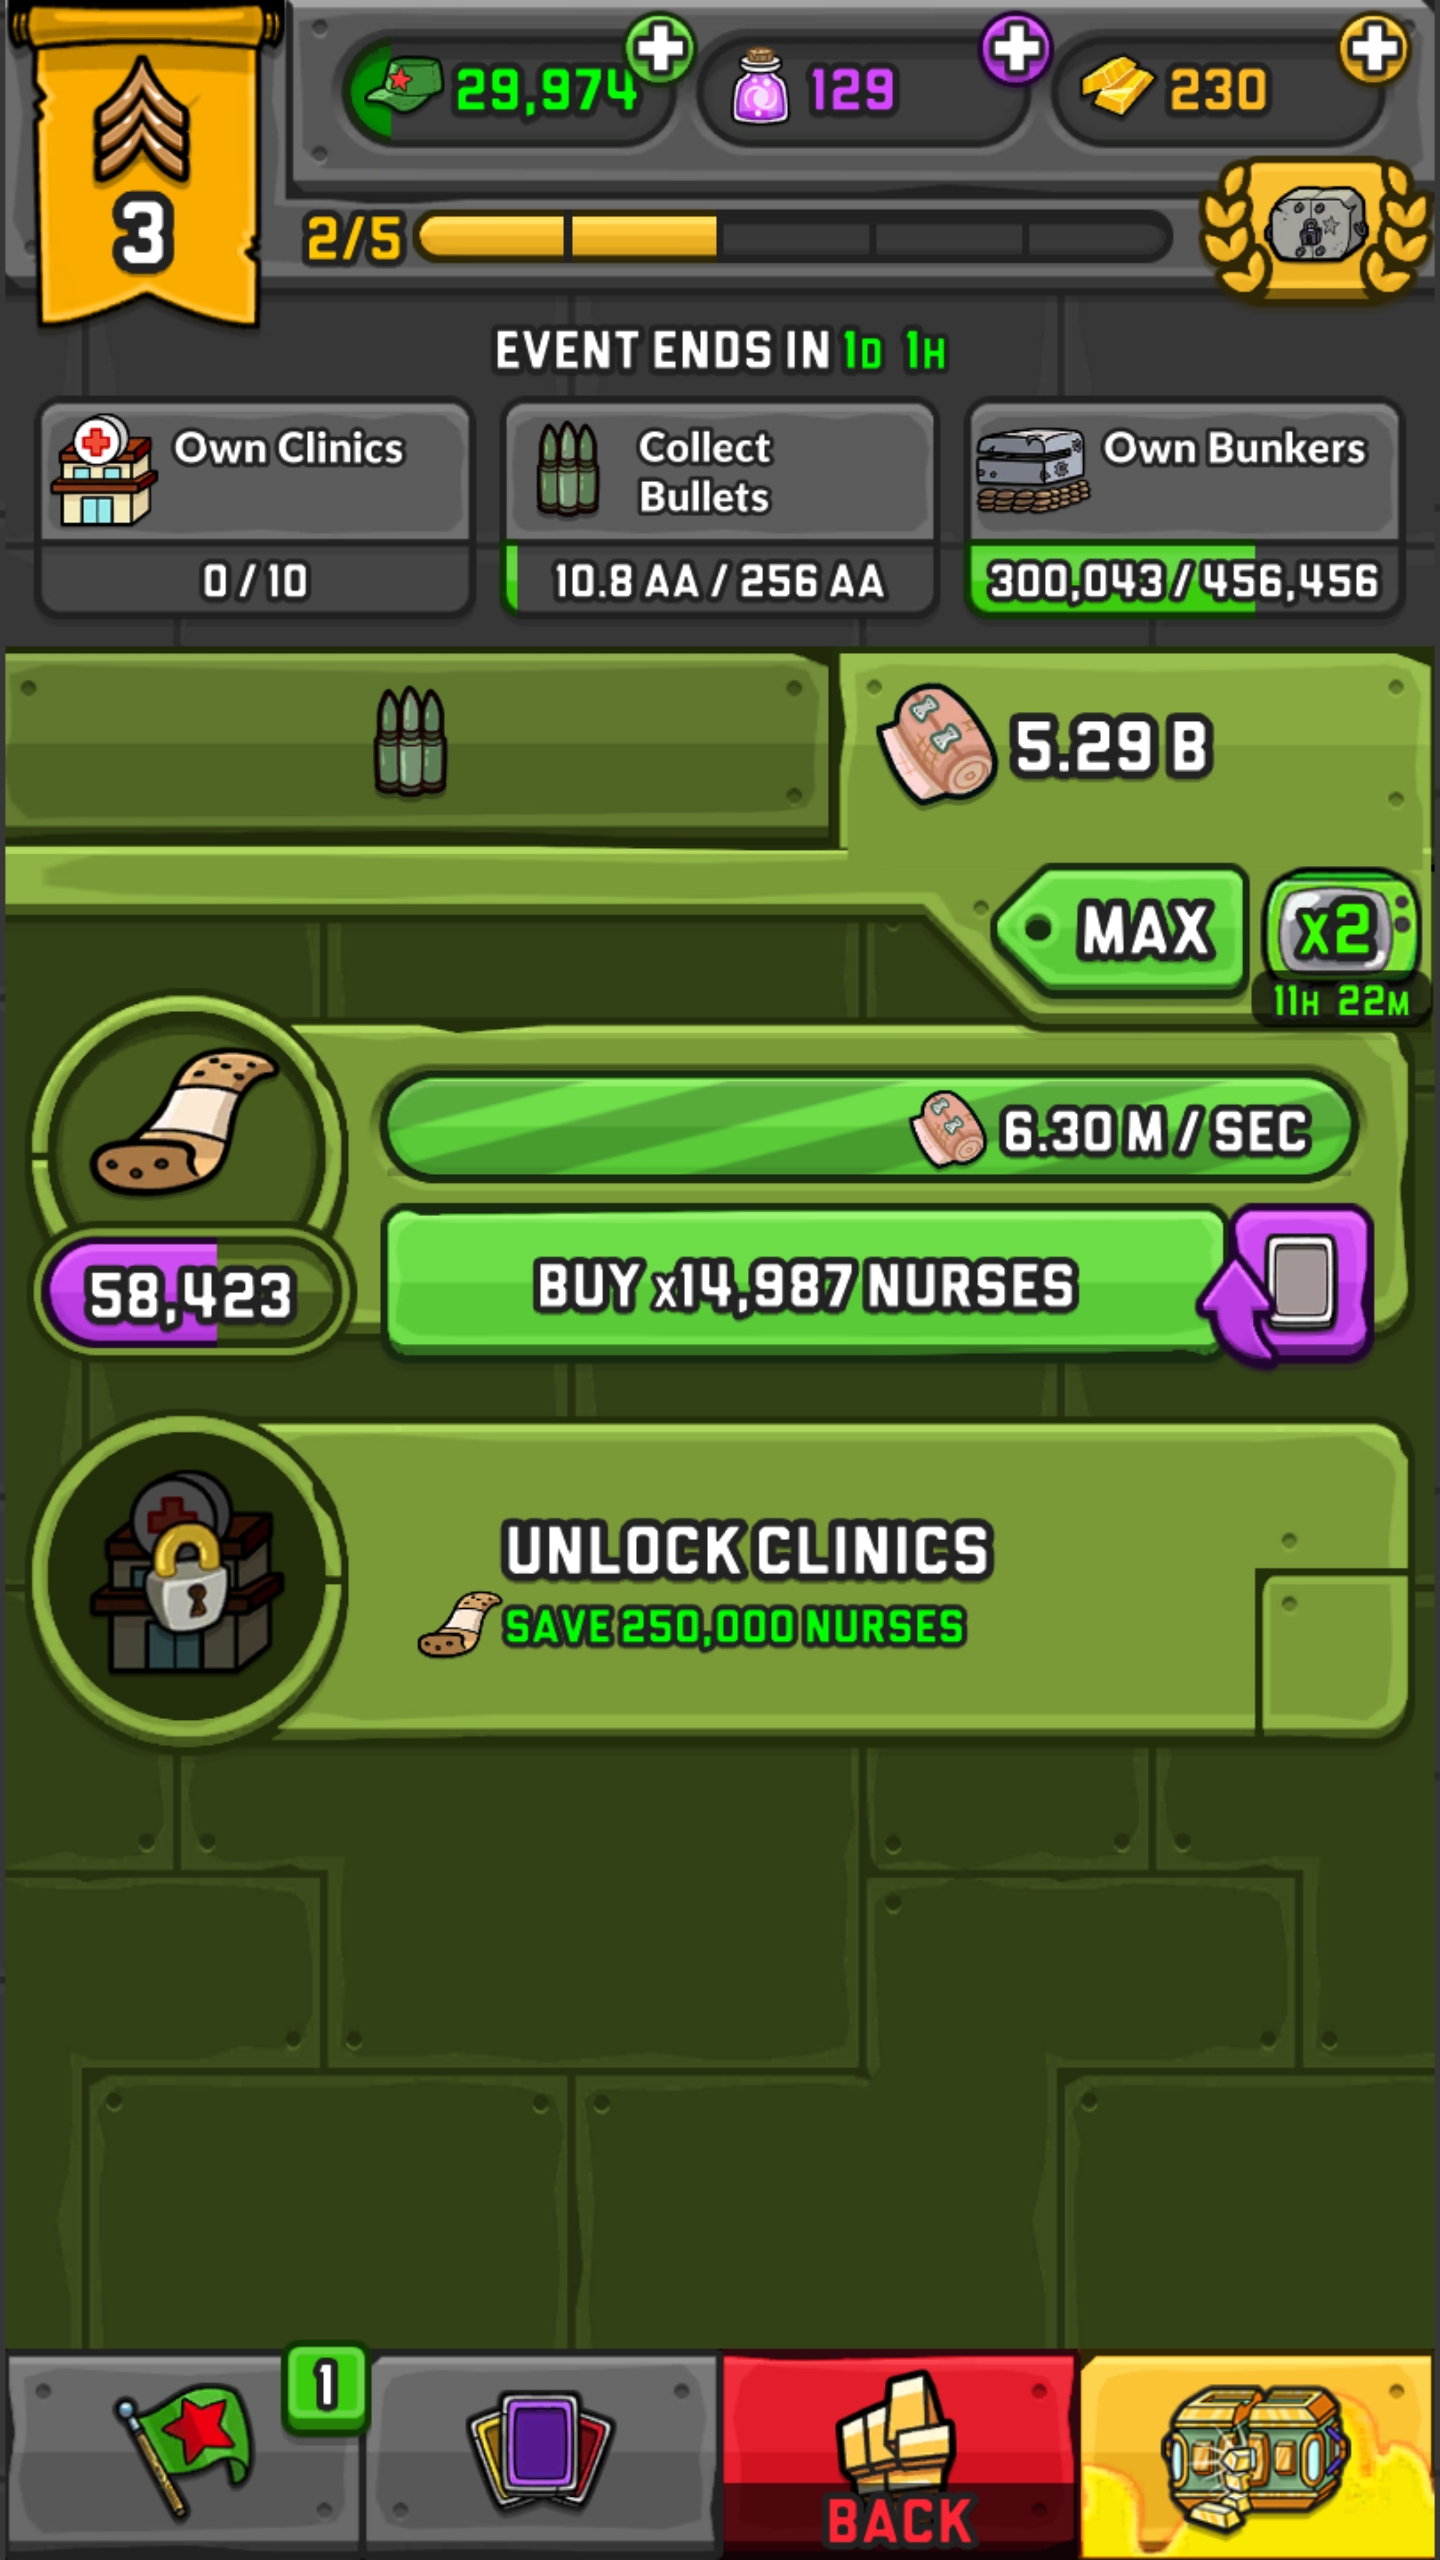 29,974
129
230
3
2/5
EVENT ENDS IN 1D 1H
Own Clinics
0 / 10
Collect
Bullets
10.8 AA / 256 AA
Own Bunkers
300,043 / 456,456
5.29 B
MAX
x2
11H 22M
6.30 M / SEC
58,423
BUY x14,987 NURSES
UNLOCK CLINICS
SAVE 250,000 NURSES
1
BACK